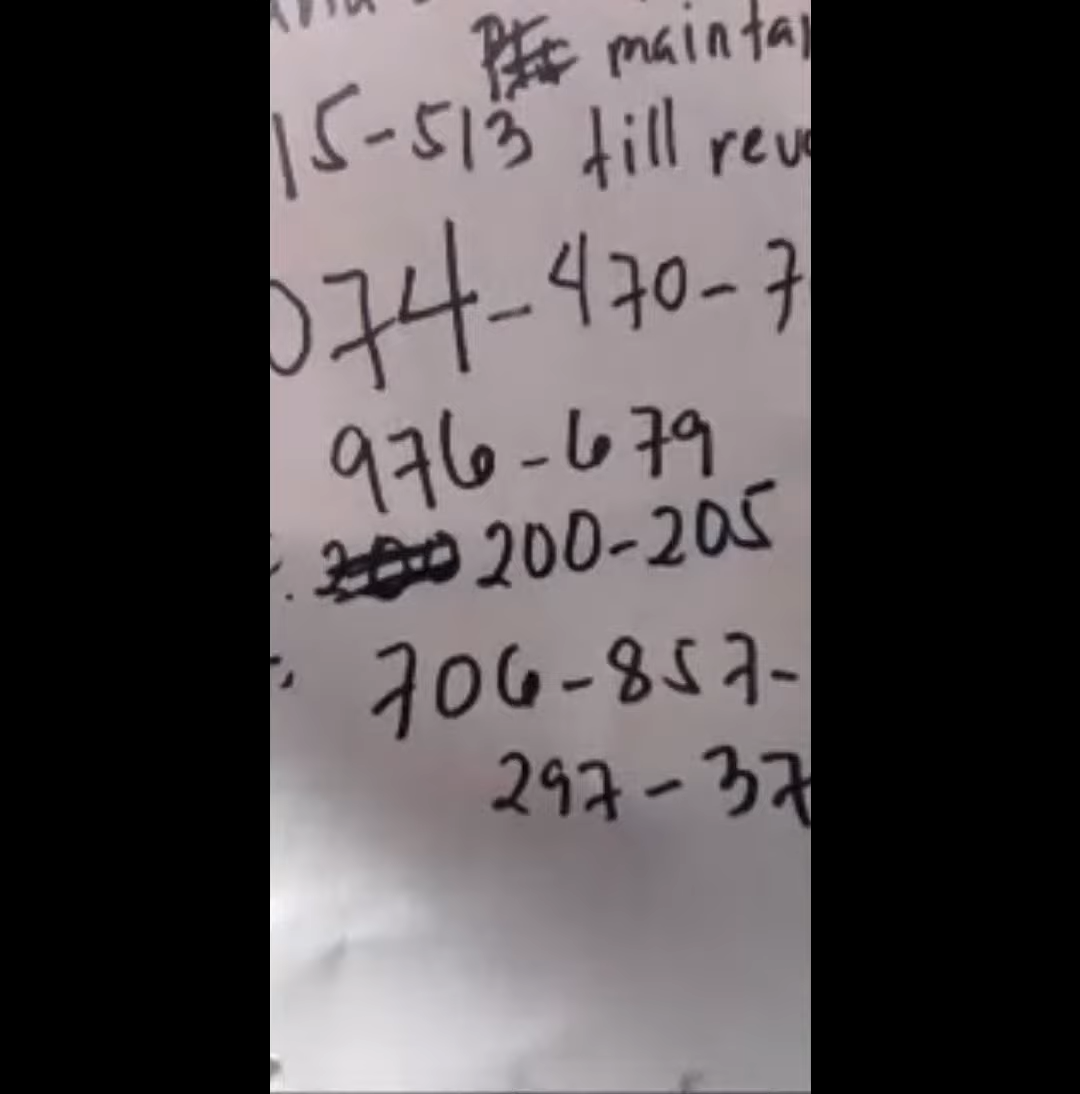 maintai
15-513 till reve
074-470-7
976-679
200-205
706-857-
297-37